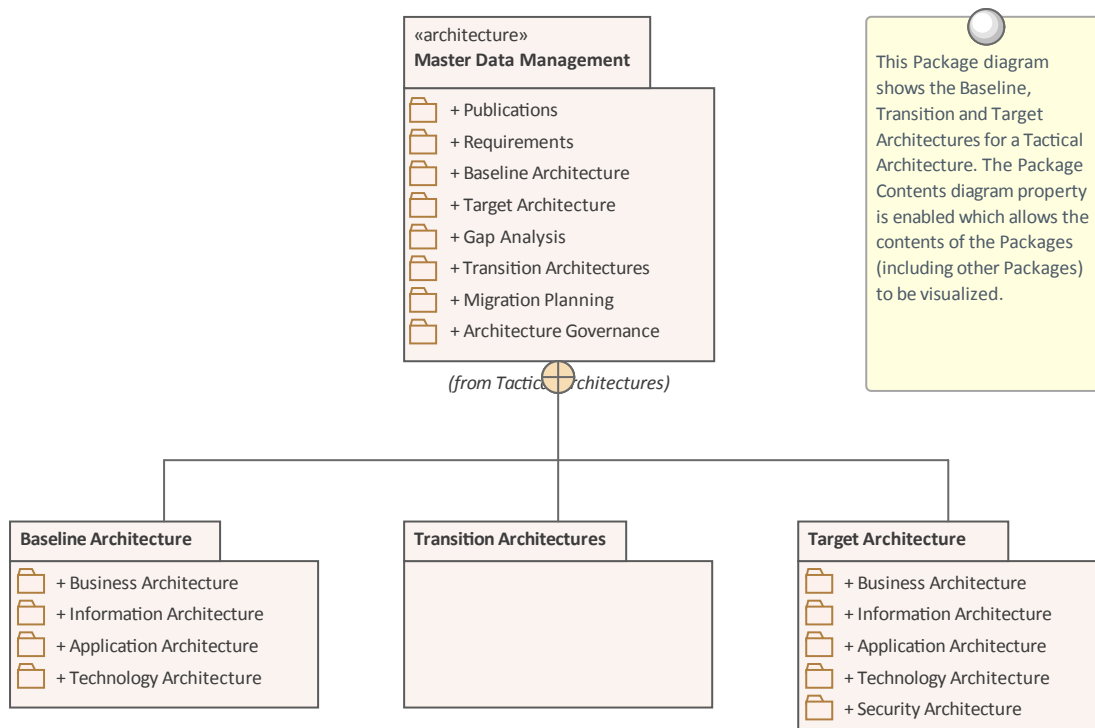 «architecture»
Master Data Management
+ Publications
+ Requirements
+ Baseline Architecture
+ Target Architecture
+ Gap Analysis
+ Transition Architectures
+ Migration Planning
+ Architecture Governance
(from Tactical Architectures)
This Package diagram
shows the Baseline,
Transition and Target
Architectures for a Tactical
Architecture. The Package
Contents diagram property
is enabled which allows the
contents of the Packages
(including other Packages)
to be visualized.
Baseline Architecture
+ Business Architecture
+ Information Architecture
+ Application Architecture
+ Technology Architecture
Transition Architectures
Target Architecture
+ Business Architecture
+ Information Architecture
+ Application Architecture
+ Technology Architecture
+ Security Architecture